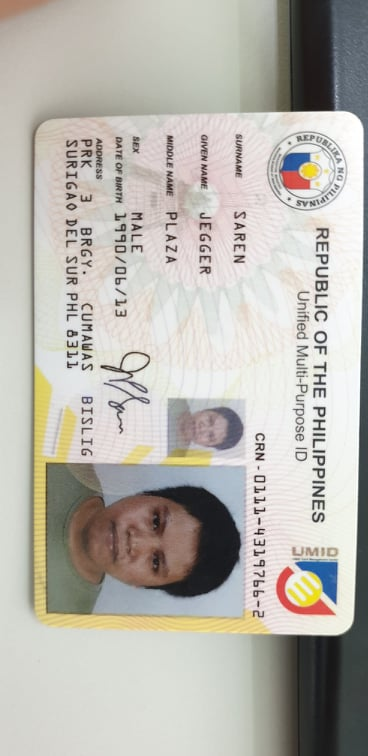 REPUBLIKA NG PILIPINAS
REPUBLIC OF THE PHILIPPINES
Unified Multi-Purpose ID
UMID
CRN - 0111-4319766-2
SURNAME
SAREN
GIVEN NAME
JEGGER
MIDDLE NAME
PLAZA
SEX
MALE
DATE OF BIRTH 1990/06/13
ADDRESS
PRK 3 BRGY. CUMAWAS BISLIG
SURIGAO DEL SUR PHL 8311